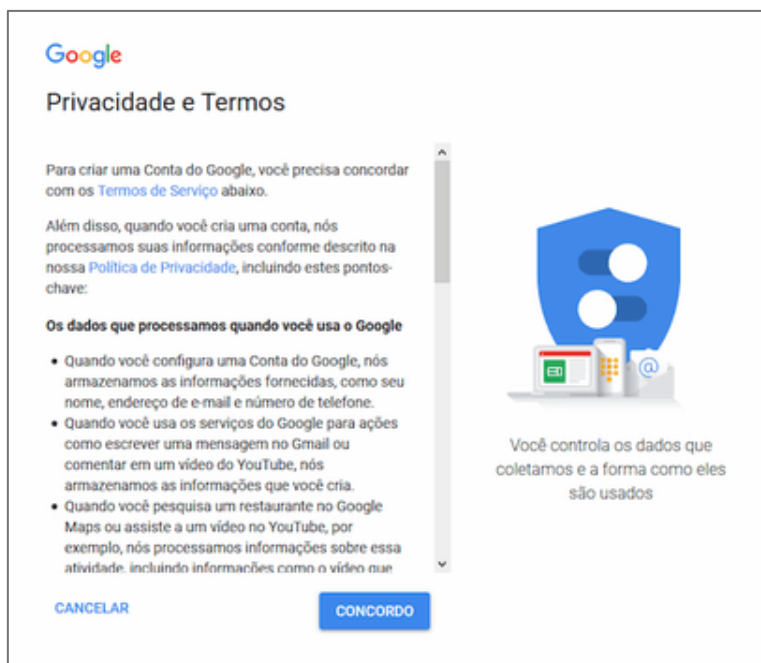 Google
Privacidade e Termos
Para criar uma Conta do Google, você precisa concordar
com os Termos de Serviço abaixo.
Além disso, quando você cria uma conta, nós
processamos suas informações conforme descrito na
nossa Política de Privacidade, incluindo estes pontos-
chave:
Os dados que processamos quando você usa o Google
• Quando você configura uma Conta do Google, nós
armazenamos as informações fornecidas, como seu
nome, endereço de e-mail e número de telefone.
• Quando você usa os serviços do Google para ações
como escrever uma mensagem no Gmail ou
comentar em um vídeo do YouTube, nós
armazenamos as informações que você cria.
• Quando você pesquisa um restaurante no Google
Maps ou assiste a um vídeo no YouTube, por
exemplo, nós processamos informações sobre essa
atividade, incluindo informações como o vídeo que
@
Você controla os dados que
coletamos e a forma como eles
são usados
CANCELAR
CONCORDO